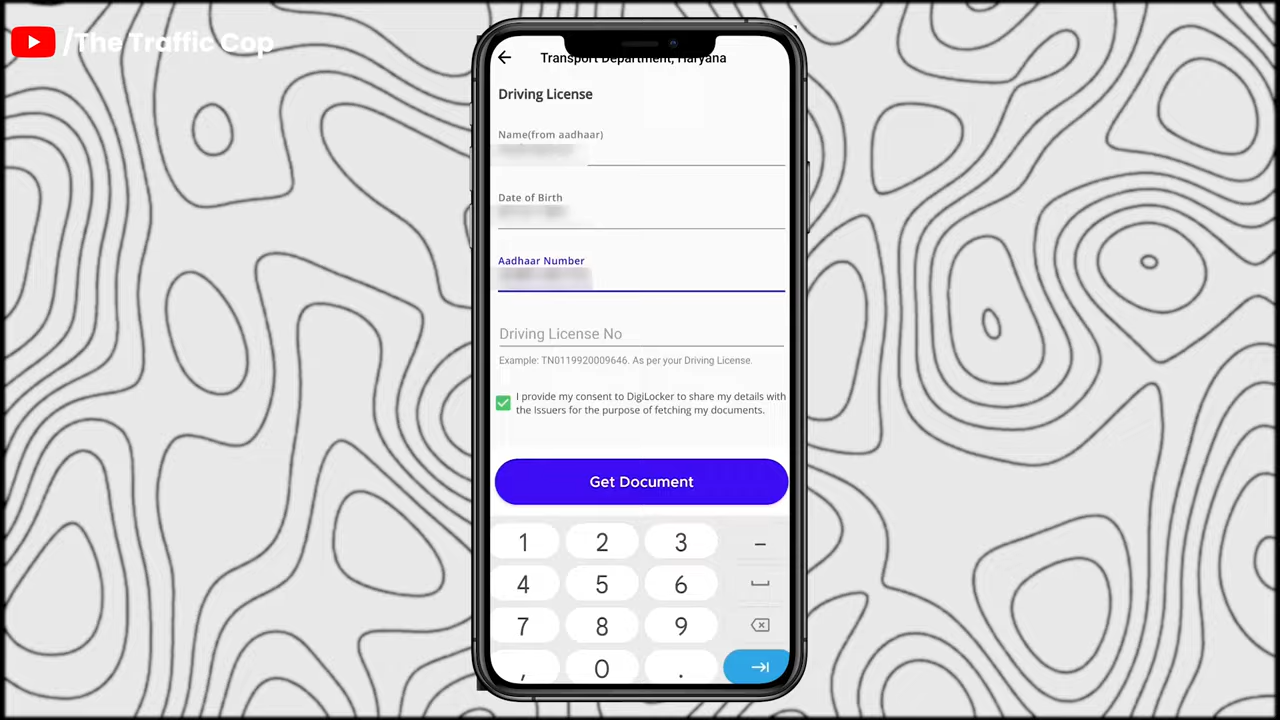 /The Traffic Cop
Transport Department, Haryana
Driving License
Name(from aadhaar)
Date of Birth
Aadhaar Number
Driving License No
Example: TN0119920009646. As per your Driving License.
I provide my consent to DigiLocker to share my details with
the Issuers for the purpose of fetching my documents.
Get Document
1 2 3 -
4 5 6
7 8 9
, 0 .